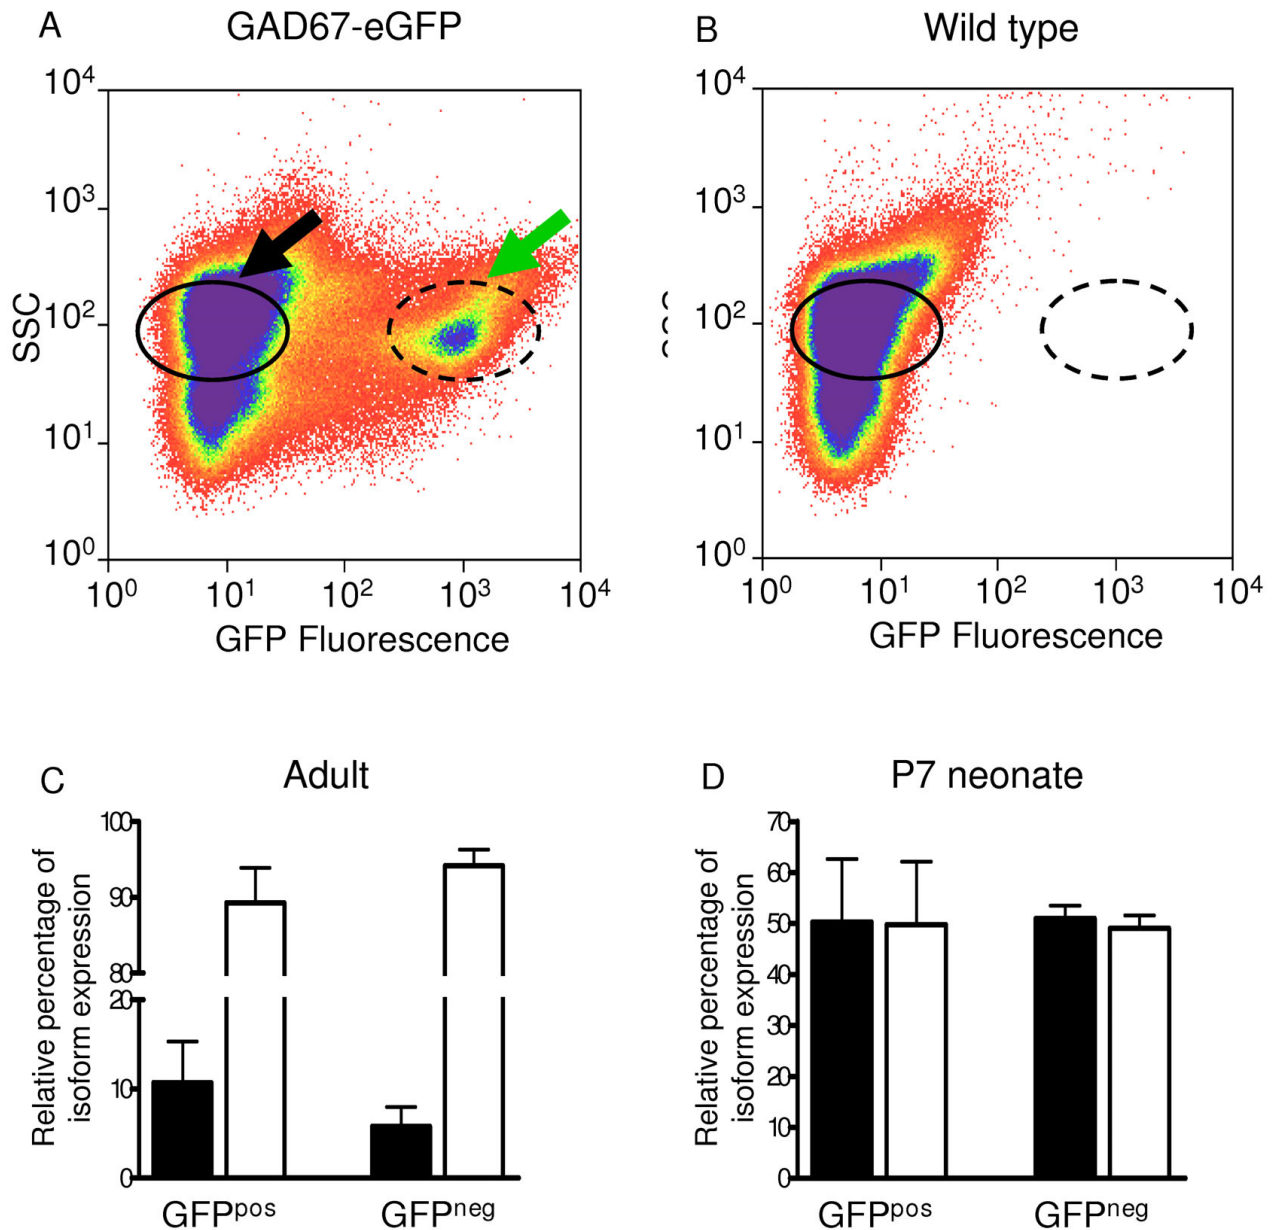 A
GAD67-eGFP
10⁴
10³
10²
10¹
10⁰
SSC
10⁰ 10¹ 10² 10³ 10⁴
GFP Fluorescence
B
Wild type
10⁴
10³
10²
10¹
10⁰
10⁰ 10¹ 10² 10³ 10⁴
GFP Fluorescence
C
Adult
Relative percentage of
isoform expression
100
90
80
20
10
0
GFPᵖᵒˢ GFPⁿᵉᵍ
D
P7 neonate
Relative percentage of
isoform expression
70
60
50
40
30
20
10
0
GFPᵖᵒˢ GFPⁿᵉᵍ